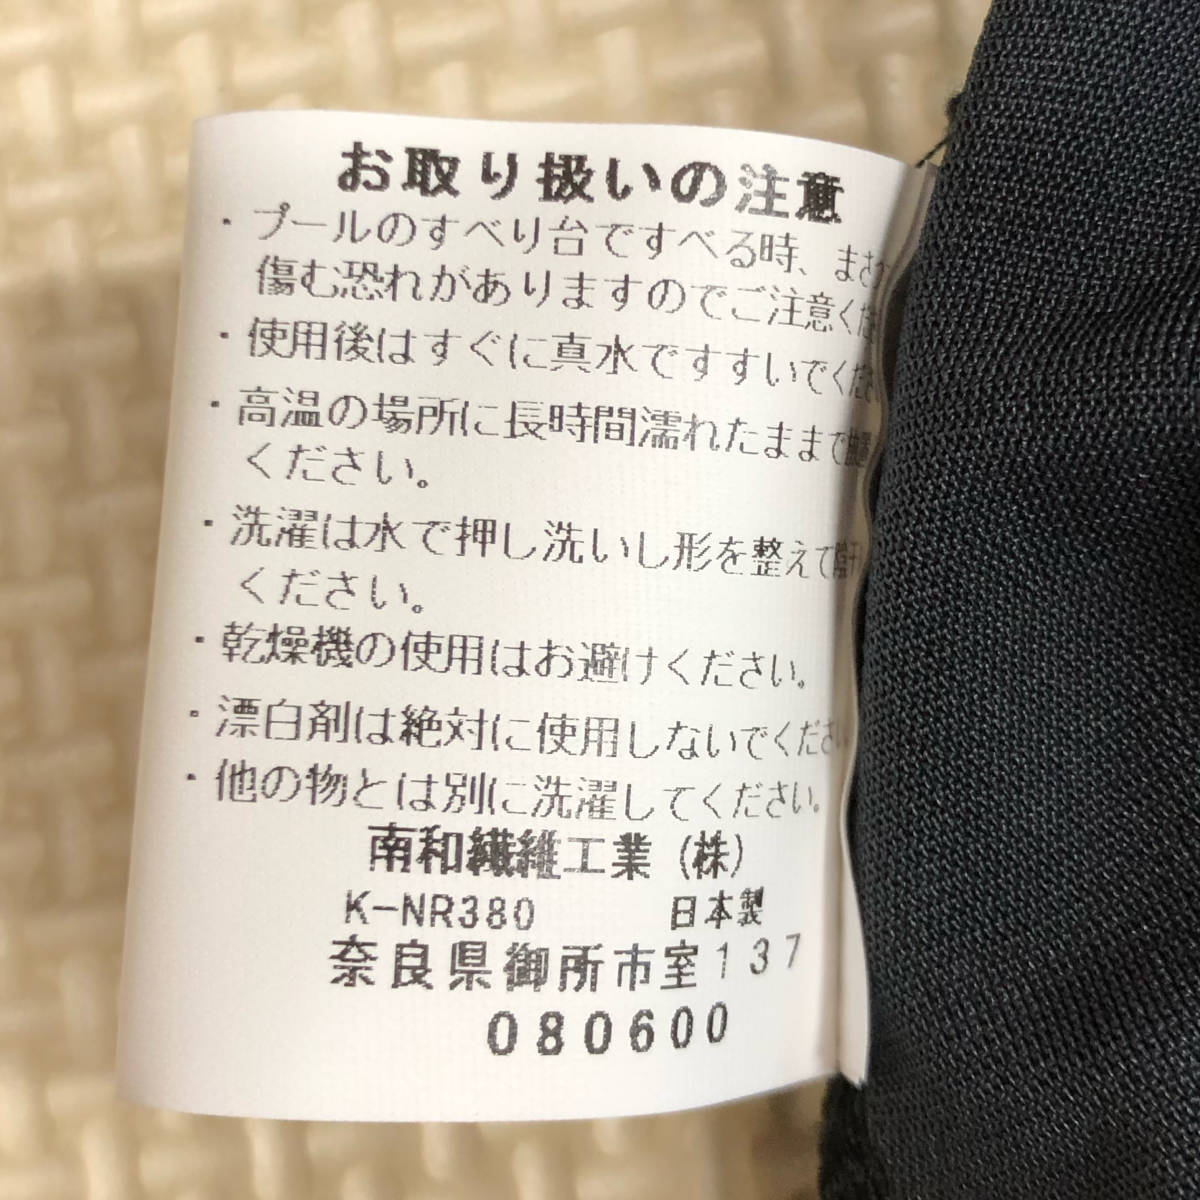 お取り扱いの注意
・プールのすべり台ですべる時、まさ
傷む恐れがありますのでご注意くだ
・使用後はすぐに真水ですすいでくだ
・高温の場所に長時間濡れたままで放置
ください。
・洗濯は水で押し洗いし形を整えて陰干
ください。
・乾燥機の使用はお避けください。
・漂白剤は絶対に使用しないでくださ
・他の物とは別に洗濯してください。
南和繊維工業(株)
K-NR380 日本製
奈良県御所市室137
080600